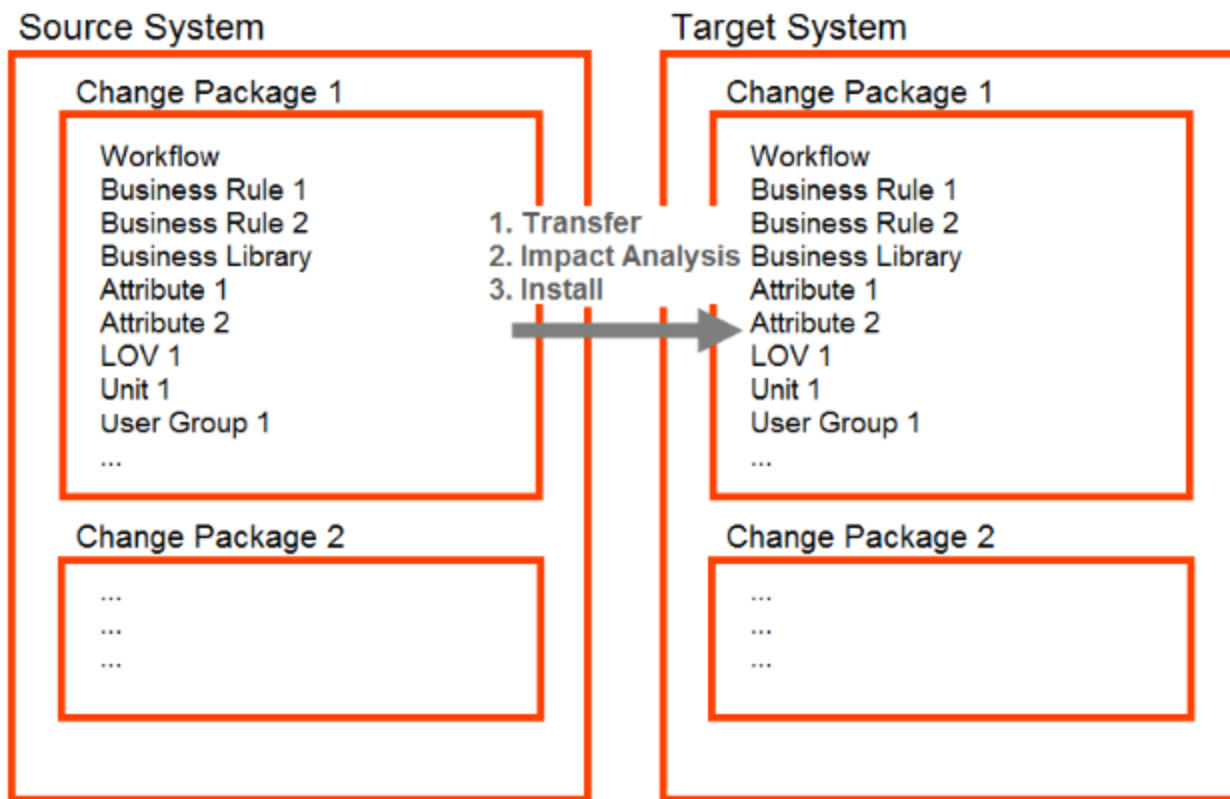 Source System
Change Package 1
Workflow
Business Rule 1
Business Rule 2
Business Library
Attribute 1
Attribute 2
LOV 1
Unit 1
User Group 1
...
Change Package 2
...
...
...
1. Transfer
2. Impact Analysis
3. Install
Target System
Change Package 1
Workflow
Business Rule 1
Business Rule 2
Business Library
Attribute 1
Attribute 2
LOV 1
Unit 1
User Group 1
...
Change Package 2
...
...
...